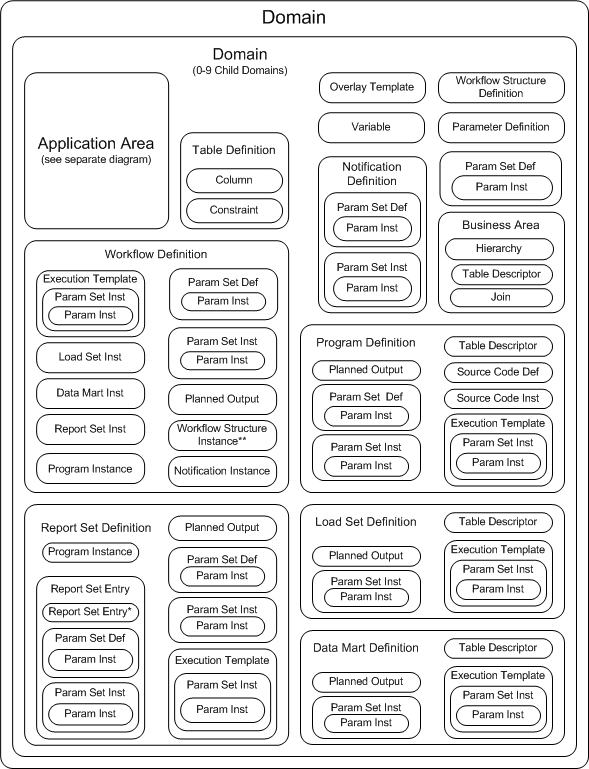 Domain
Domain
(0-9 Child Domains)
Application Area
(see separate diagram)
Table Definition
Column
Constraint
Overlay Template
Variable
Notification
Definition
Param Set Def
Param Inst
Param Set Inst
Param Inst
Workflow Structure
Definition
Parameter Definition
Param Set Def
Param Inst
Business Area
Hierarchy
Table Descriptor
Join
Workflow Definition
Execution Template
Param Set Inst
Param Inst
Load Set Inst
Data Mart Inst
Report Set Inst
Program Instance
Param Set Def
Param Inst
Param Set Inst
Param Inst
Planned Output
Workflow Structure
Instance**
Notification Instance
Program Definition
Planned Output
Param Set  Def
Param Inst
Param Set Inst
Param Inst
Table Descriptor
Source Code Def
Source Code Inst
Execution Template
Param Set Inst
Param Inst
Report Set Definition
Program Instance
Report Set Entry
Report Set Entry*
Param Set Def
Param Inst
Param Set Inst
Param Inst
Planned Output
Param Set Def
Param Inst
Param Set Inst
Param Inst
Execution Template
Param Set Inst
Param Inst
Load Set Definition
Planned Output
Param Set Inst
Param Inst
Table Descriptor
Execution Template
Param Set Inst
Param Inst
Data Mart Definition
Planned Output
Param Set Inst
Param Inst
Table Descriptor
Execution Template
Param Set Inst
Param Inst